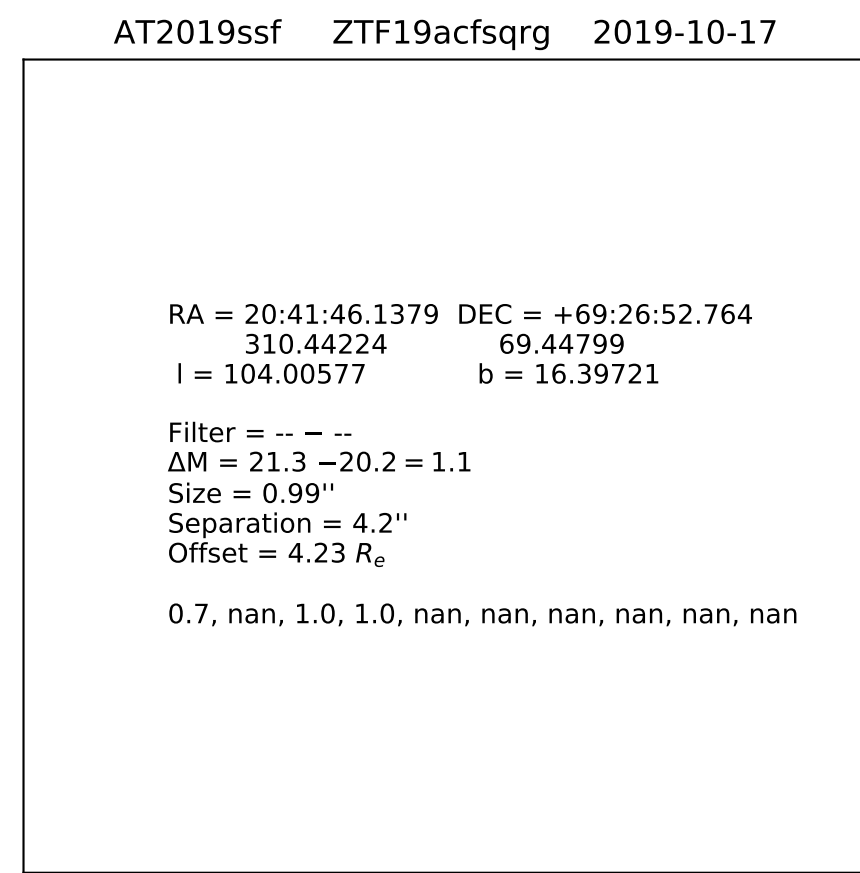 AT2019ssf ZTF19acfsqrg 2019-10-17
RA = 20:41:46.1379 DEC = +69:26:52.764
310.44224 69.44799
l = 104.00577 b = 16.39721
Filter = -- − --
ΔM = 21.3 −20.2 = 1.1
Size = 0.99''
Separation = 4.2''
Offset = 4.23 Rₑ
0.7, nan, 1.0, 1.0, nan, nan, nan, nan, nan, nan